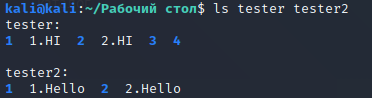 kali@kali:~/Рабочий стол$ ls tester tester2
tester:
1  1.HI  2  2.HI  3  4

tester2:
1  1.Hello  2  2.Hello